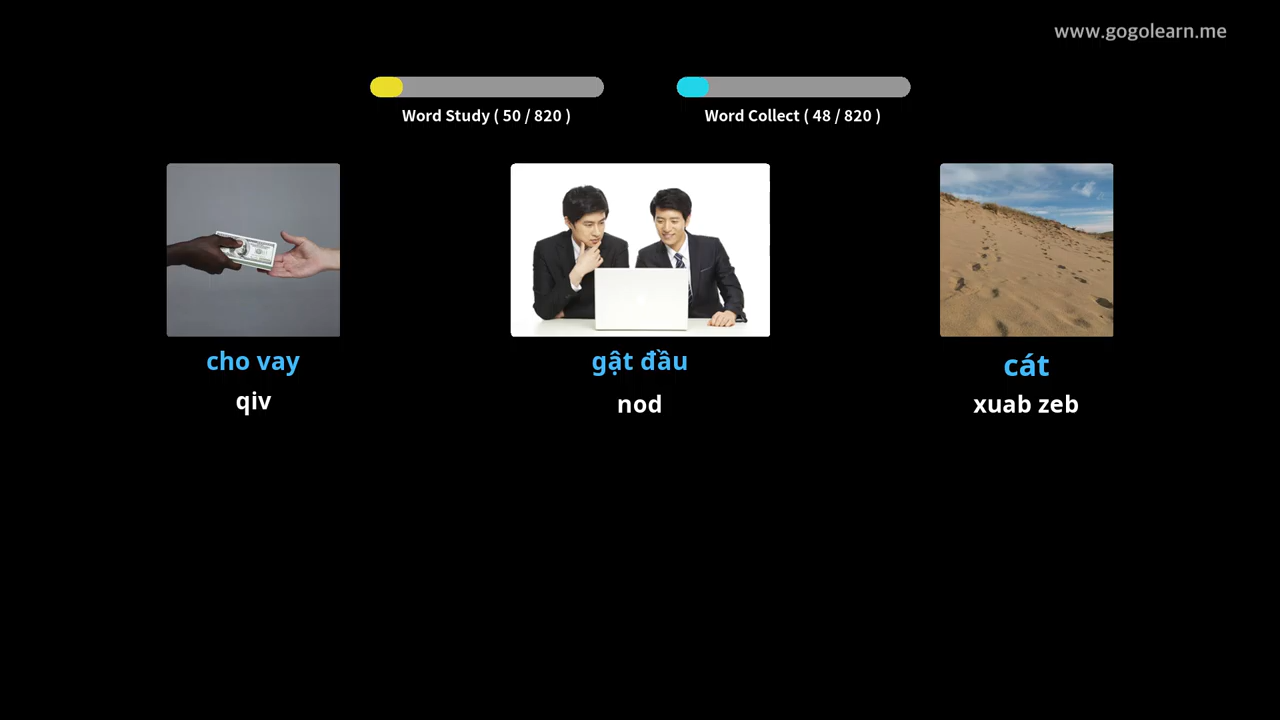 www.gogolearn.me
Word Study ( 50 / 820 )
Word Collect ( 48 / 820 )
cho vay
qiv
gật đầu
nod
cát
xuab zeb